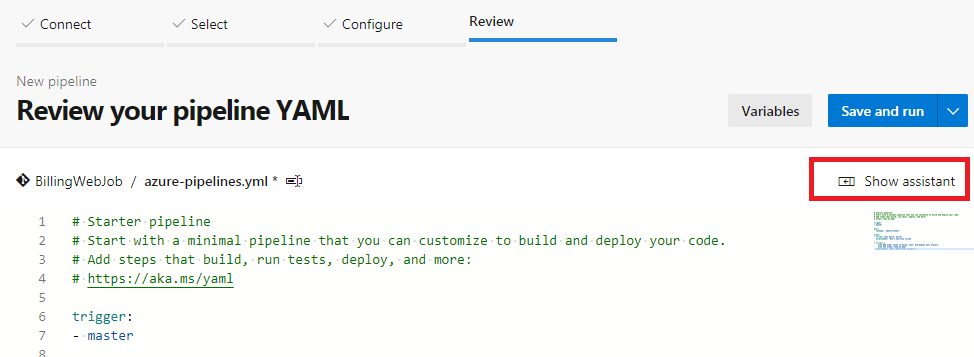 Connect Select Configure Review
New pipeline
Review your pipeline YAML
Variables Save and run
BillingWebJob / azure-pipelines.yml * Show assistant
1 # Starter pipeline
2 # Start with a minimal pipeline that you can customize to build and deploy your code.
3 # Add steps that build, run tests, deploy, and more:
4 # https://aka.ms/yaml
5
6 trigger:
7 - master
8